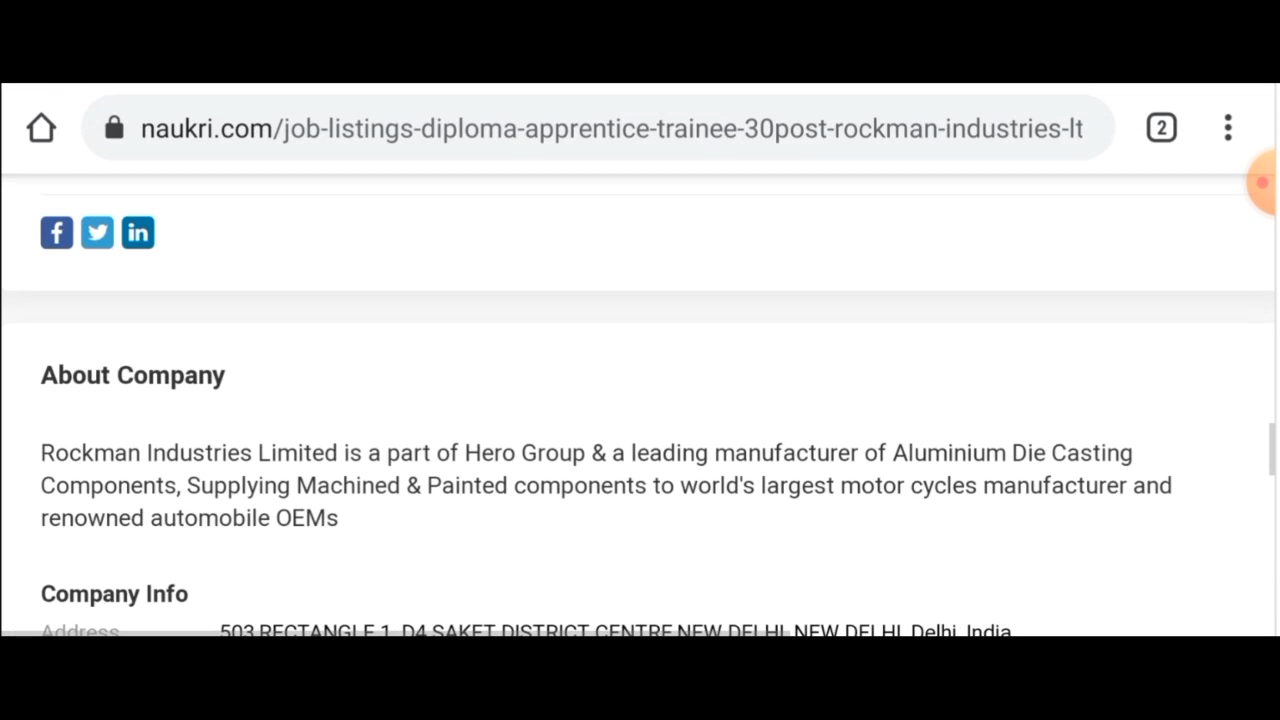 naukri.com/job-listings-diploma-apprentice-trainee-30post-rockman-industries-lt
2
f
in
About Company
Rockman Industries Limited is a part of Hero Group & a leading manufacturer of Aluminium Die Casting
Components, Supplying Machined & Painted components to world's largest motor cycles manufacturer and
renowned automobile OEMs
Company Info
Address 503 RECTANGLE 1, D4 SAKET DISTRICT CENTRE NEW DELHI, NEW DELHI, Delhi, India